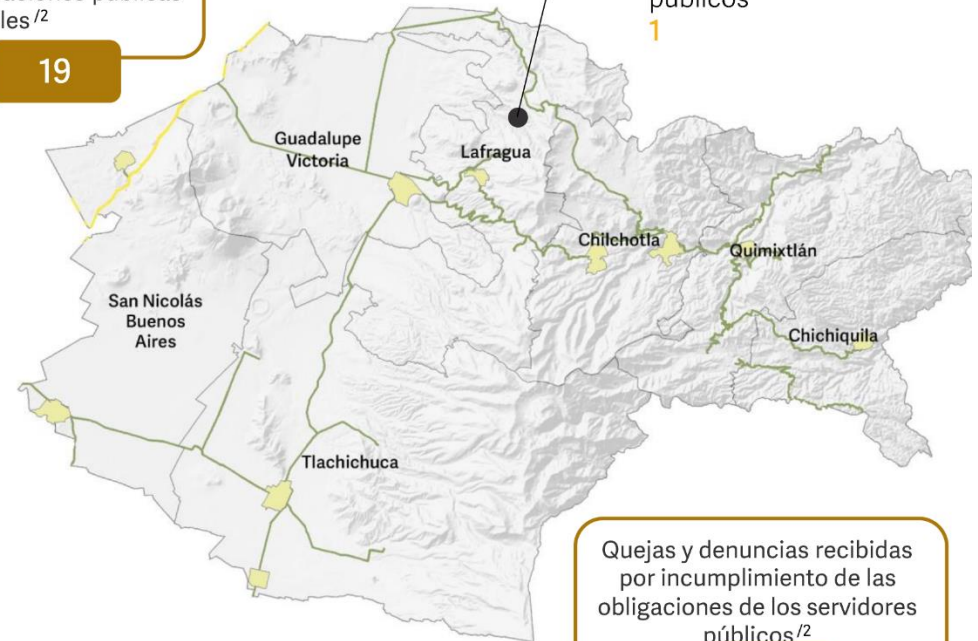 les /2
19
públicos
1
Guadalupe
Victoria
Lafragua
Chilchotla
Quimixtlán
San Nicolás
Buenos
Aires
Chichiquila
Tlachichuca
Quejas y denuncias recibidas
por incumplimiento de las
obligaciones de los servidores
públicos/2